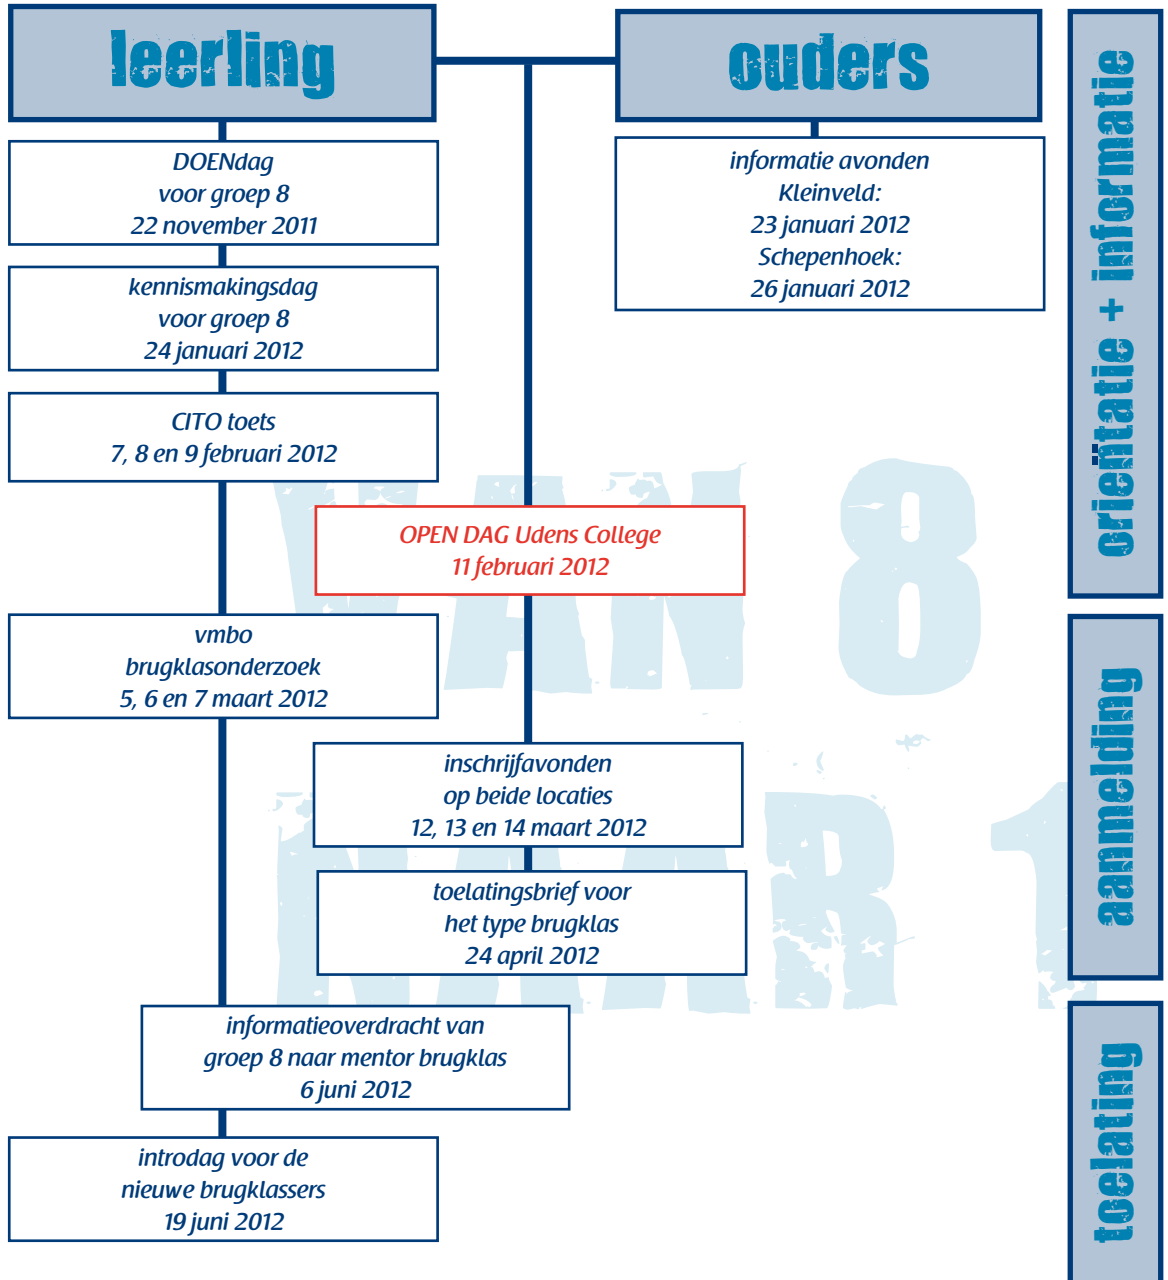 leerling
ouders
DOENdag
voor groep 8
22 november 2011
informatie avonden
Kleinveld:
23 januari 2012
Schepenhoek:
26 januari 2012
kennismakingsdag
voor groep 8
24 januari 2012
CITO toets
7, 8 en 9 februari 2012
OPEN DAG Udens College
11 februari 2012
oriëntatie + informatie
vmbo
brugklasonderzoek
5, 6 en 7 maart 2012
inschrijfavonden
op beide locaties
12, 13 en 14 maart 2012
toelatingsbrief voor
het type brugklas
24 april 2012
aanmelding
informatieoverdracht van
groep 8 naar mentor brugklas
6 juni 2012
introdag voor de
nieuwe brugklassers
19 juni 2012
toelating
VAN 8
NAAR 1